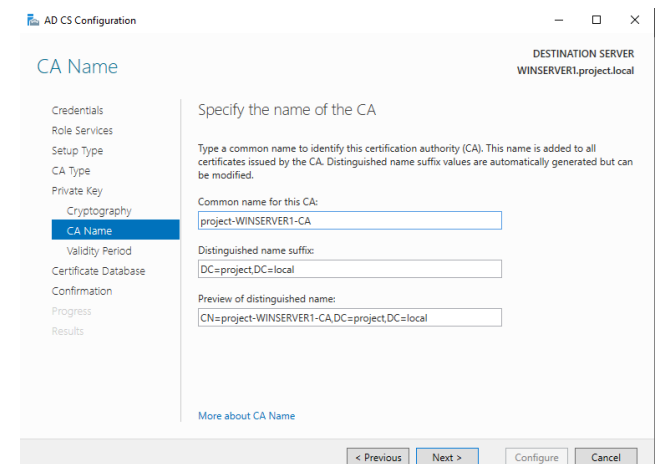 AD CS Configuration
CA Name
DESTINATION SERVER
WINSERVER1.project.local
Credentials
Role Services
Setup Type
CA Type
Private Key
Cryptography
CA Name
Validity Period
Certificate Database
Confirmation
Progress
Results
Specify the name of the CA
Type a common name to identify this certification authority (CA). This name is added to all
certificates issued by the CA. Distinguished name suffix values are automatically generated but can
be modified.
Common name for this CA:
project-WINSERVER1-CA
Distinguished name suffix:
DC=project,DC=local
Preview of distinguished name:
CN=project-WINSERVER1-CA,DC=project,DC=local
More about CA Name
< Previous
Next >
Configure
Cancel